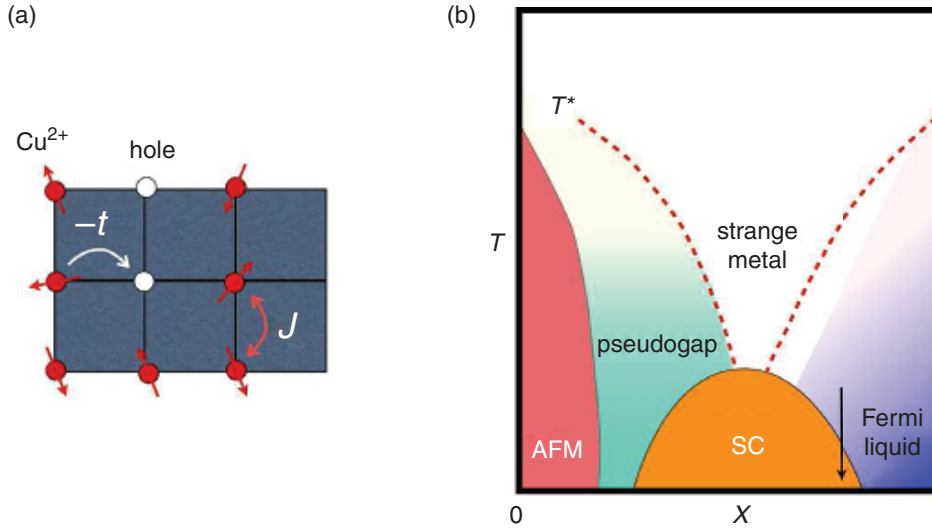 (a)
Cu²⁺
hole
−t
J
(b)
T*
T
strange
metal
pseudogap
AFM
SC
Fermi
liquid
0
X